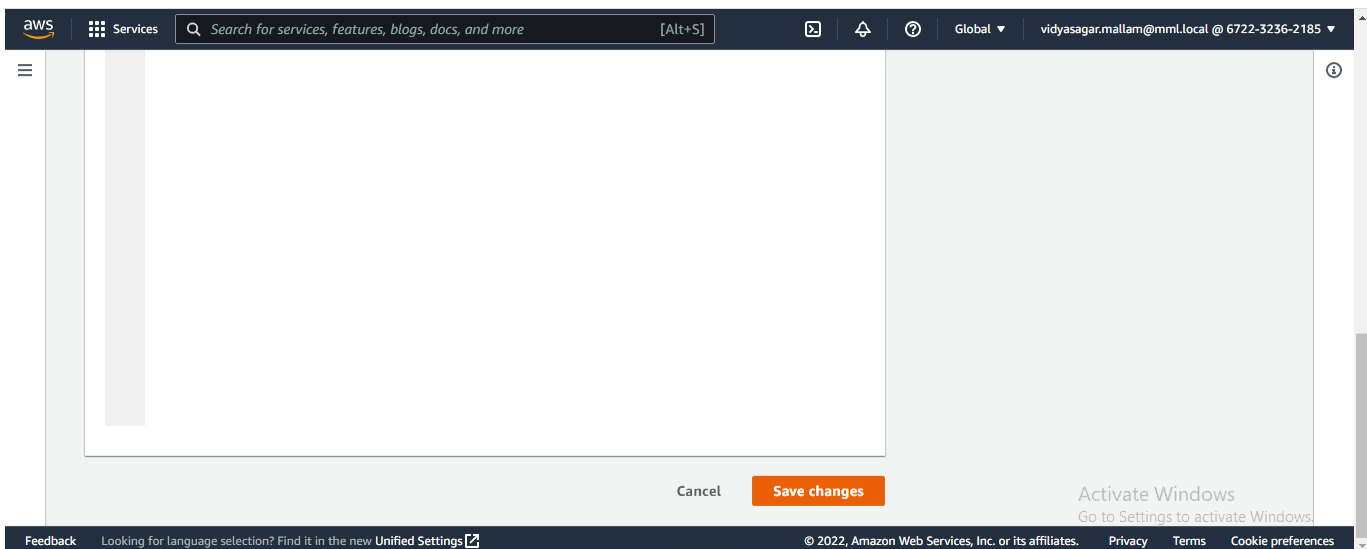 aws Services Search for services, features, blogs, docs, and more [Alt+S] Global vidyasagar.mallam@mml.local @ 6722-3236-2185
Cancel Save changes
Activate Windows
Go to Settings to activate Windows.
Feedback Looking for language selection? Find it in the new Unified Settings © 2022, Amazon Web Services, Inc. or its affiliates. Privacy Terms Cookie preferences